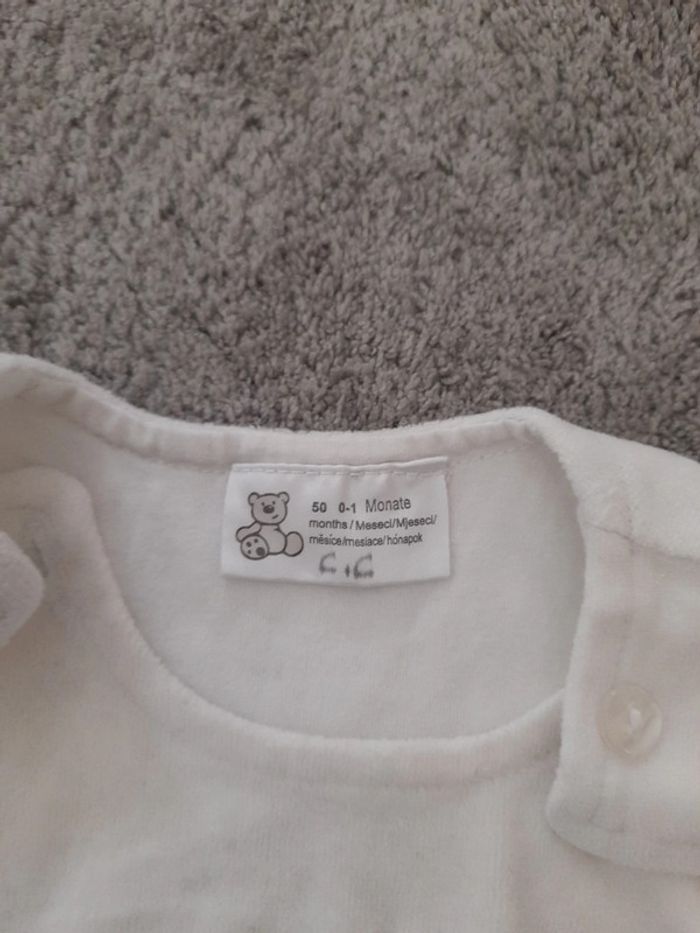 50 0-1 Monate
months / Meseci/Mjeseci/
měsíce/mesiace/hónapok